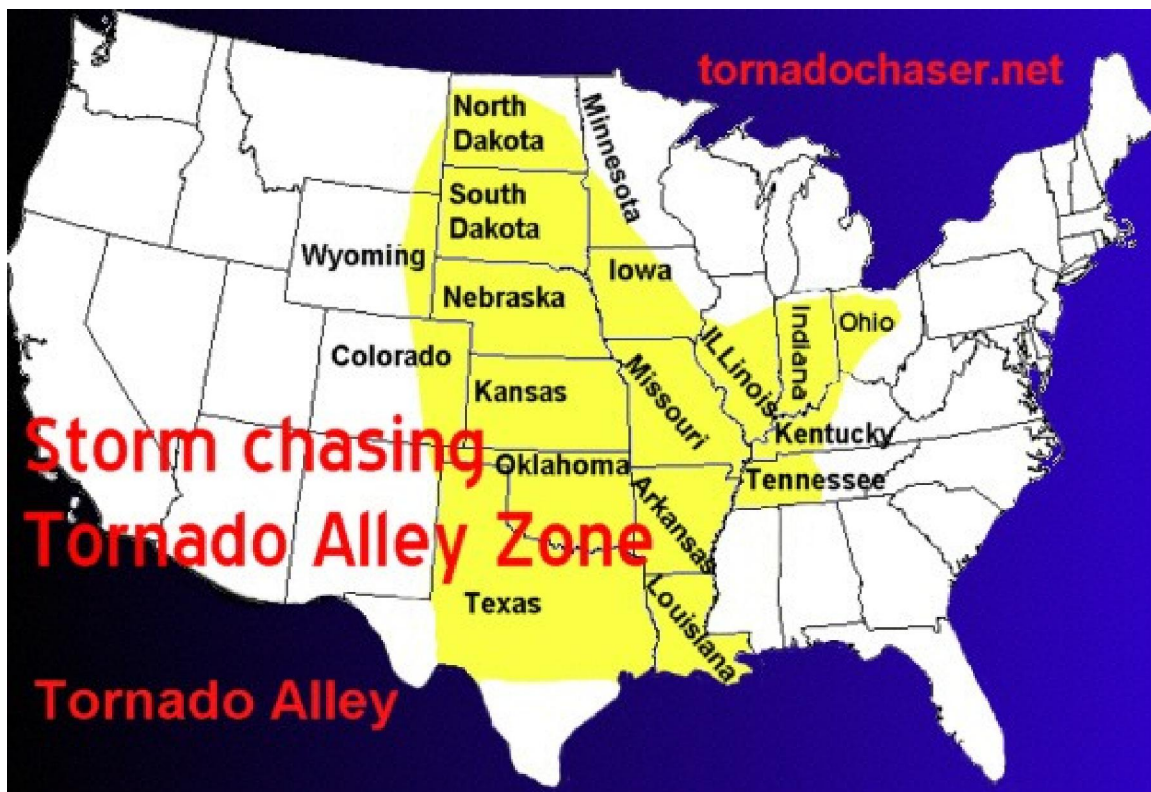 tornadochaser.net
North
Dakota
Minnesota
South
Dakota
Wyoming
Iowa
Nebraska
Colorado
ILLinois
Indiana
Ohio
Kansas
Missouri
Storm chasing
Kentucky
Oklahoma
Tennessee
Arkansas
Tornado Alley Zone
Texas
Louisiana
Tornado Alley